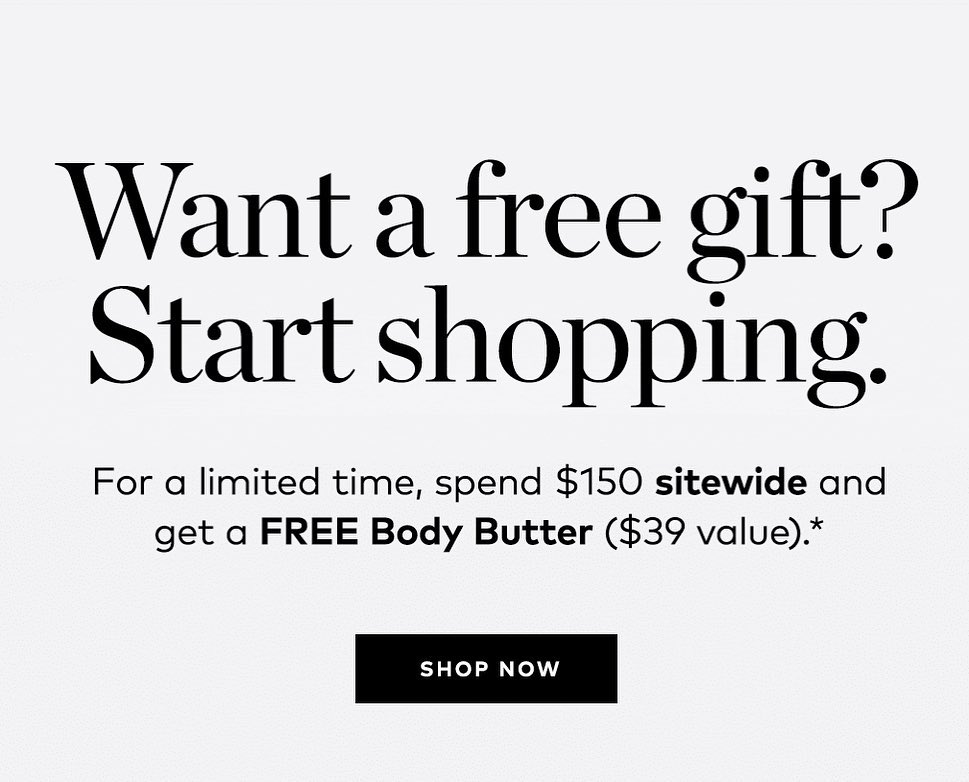 Want a free gift?
Start shopping.
For a limited time, spend $150 sitewide and
get a FREE Body Butter ($39 value).*
SHOP NOW